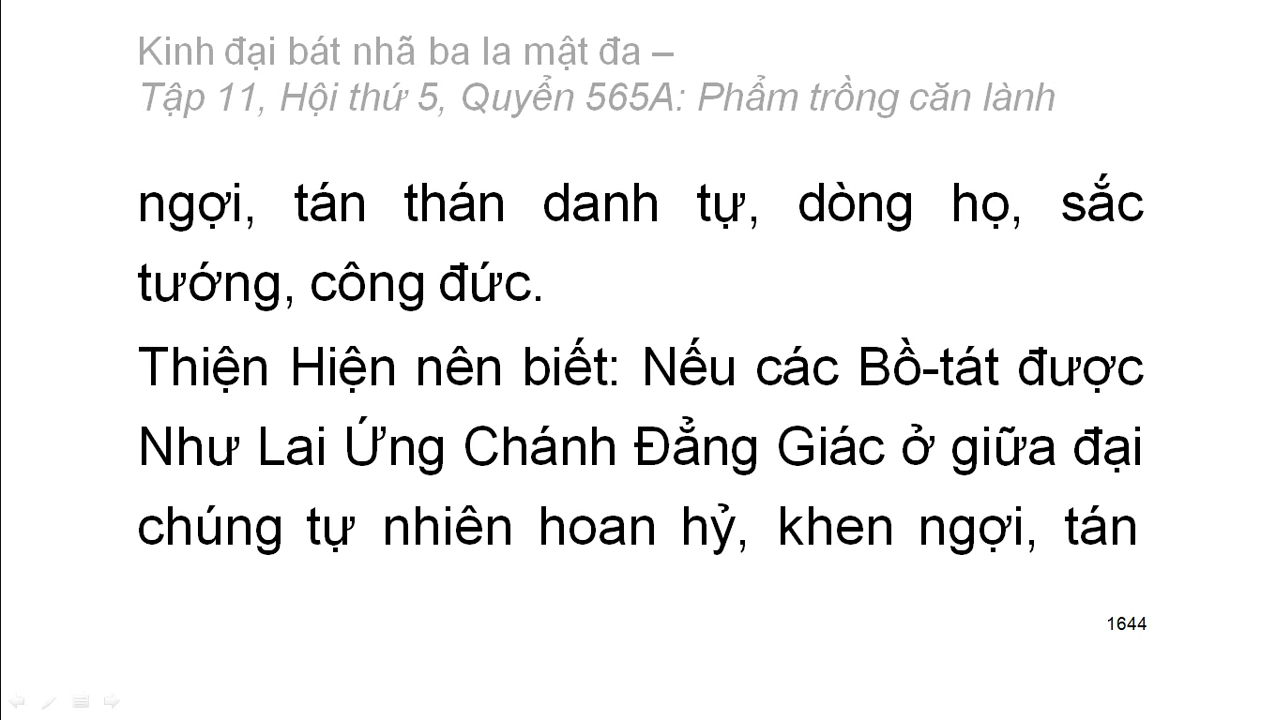 Kinh đại bát nhã ba la mật đa –
Tập 11, Hội thứ 5, Quyển 565A: Phẩm trồng căn lành
ngợi, tán thán danh tự, dòng họ, sắc
tướng, công đức.
Thiện Hiện nên biết: Nếu các Bồ-tát được
Như Lai Ứng Chánh Đẳng Giác ở giữa đại
chúng tự nhiên hoan hỷ, khen ngợi, tán
1644